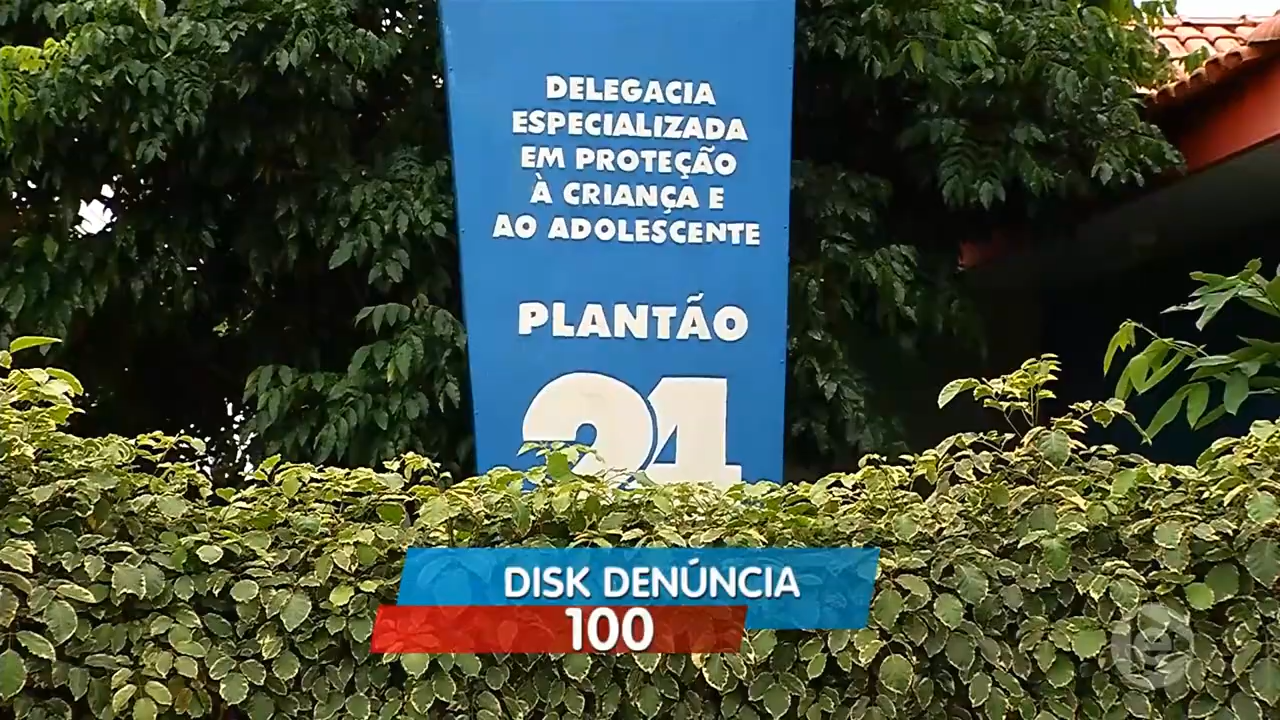 DELEGACIA
ESPECIALIZADA
EM PROTEÇÃO
À CRIANÇA E
AO ADOLESCENTE
PLANTÃO
24
DISK DENÚNCIA
100